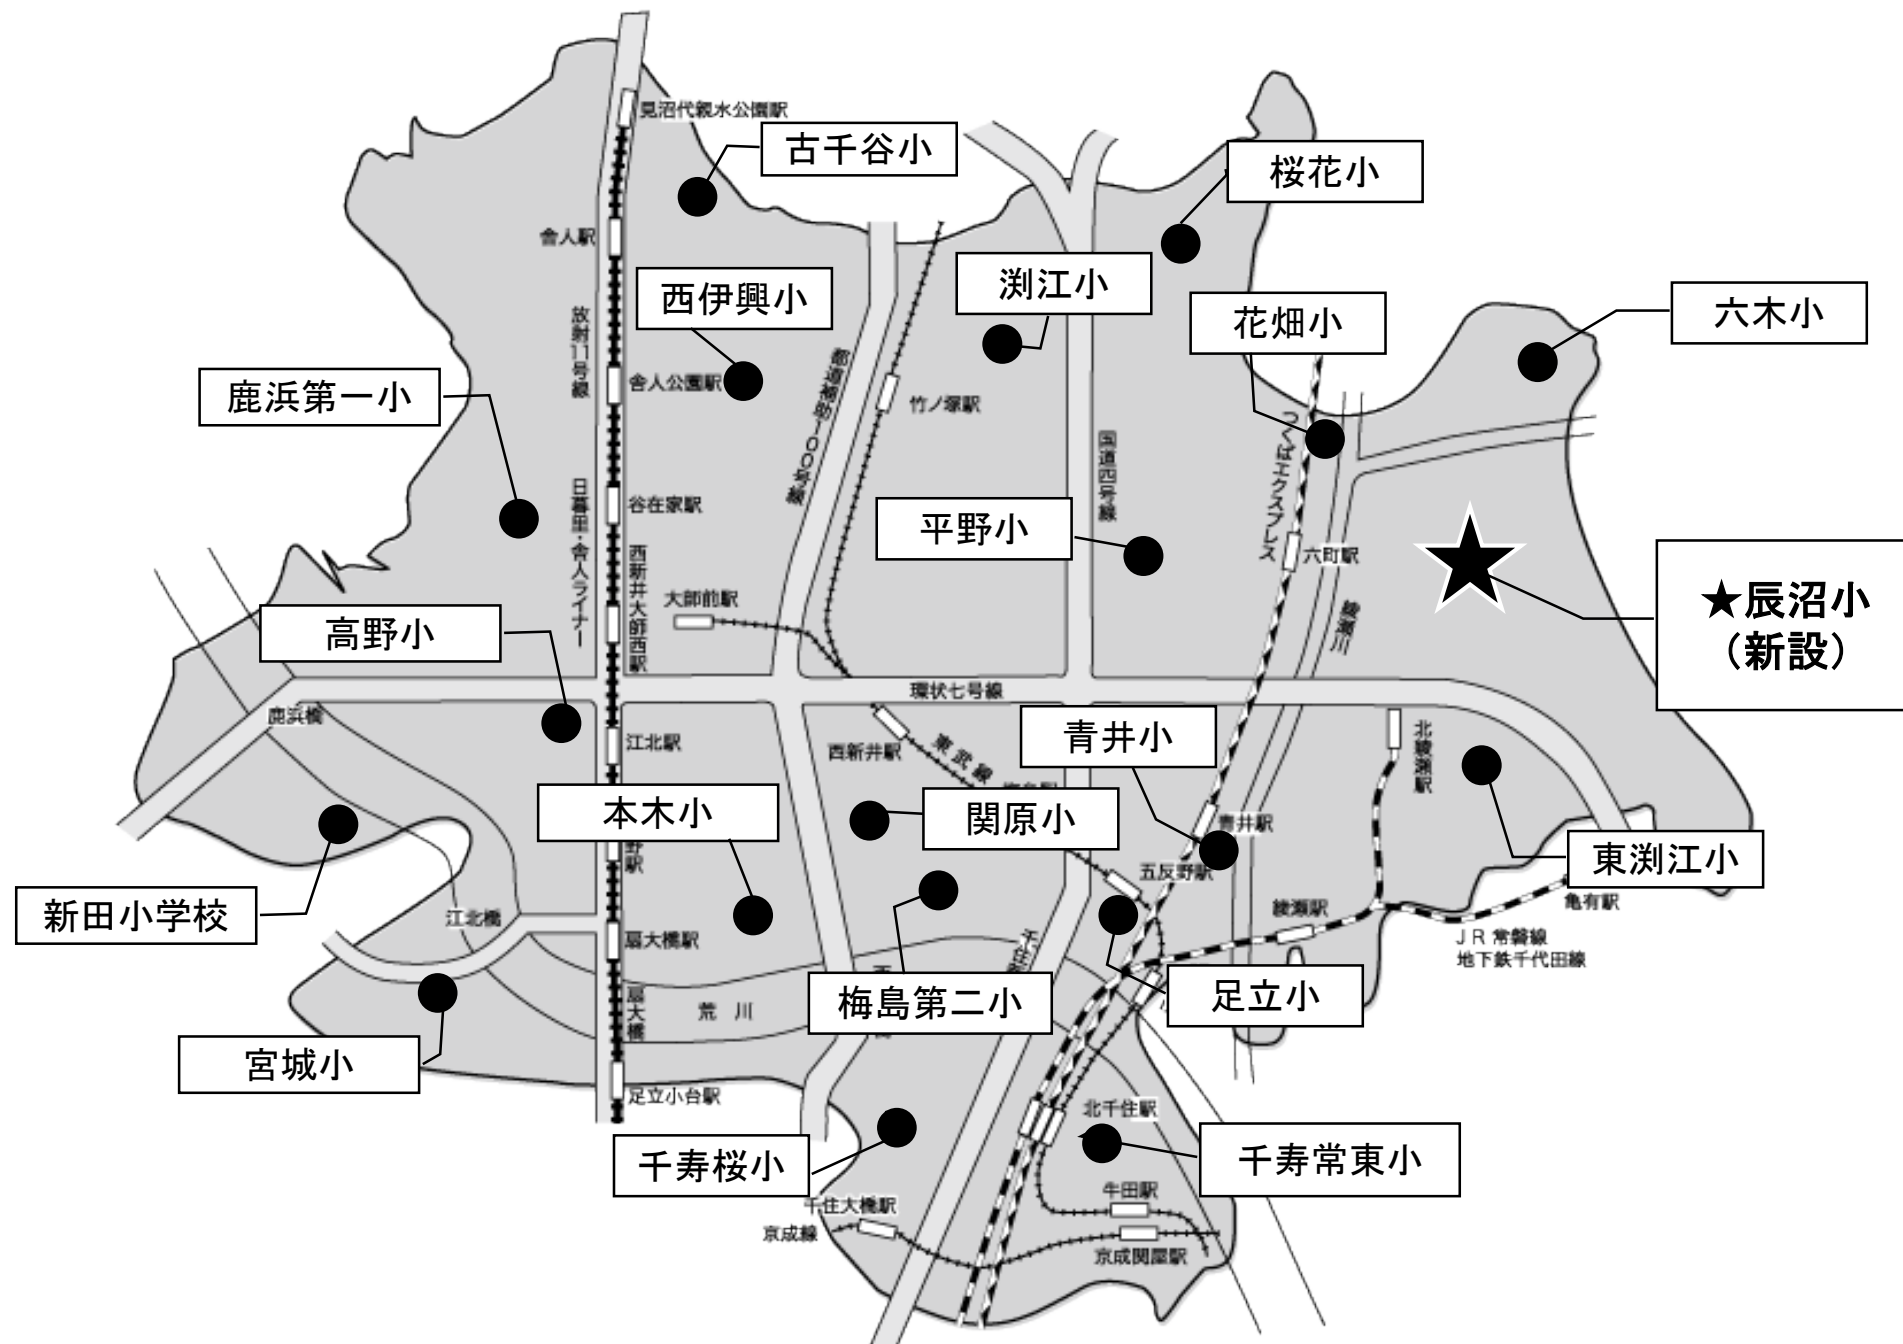 見沼代親水公園駅
古千谷小
桜花小
舎人駅
西伊興小
渕江小
花畑小
六木小
放射11号線
都道補助100号線
鹿浜第一小
舎人公園駅
竹ノ塚駅
つくばエクスプレス
国道四号線
日暮里・舎人ライナー
谷在家駅
平野小
六町駅
西新井大師西駅
大師前駅
綾瀬川
★辰沼小
(新設)
高野小
環状七号線
鹿浜橋
江北駅
西新井駅
東武線
青井小
北綾瀬駅
本木小
関原小
青井駅
野駅
五反野駅
東渕江小
新田小学校
江北橋
扇大橋駅
綾瀬駅
亀有駅
JR常磐線
地下鉄千代田線
梅島第二小
足立小
扇大橋
荒川
宮城小
足立小台駅
北千住駅
千寿桜小
千寿常東小
千住大橋駅
牛田駅
京成線
京成関屋駅